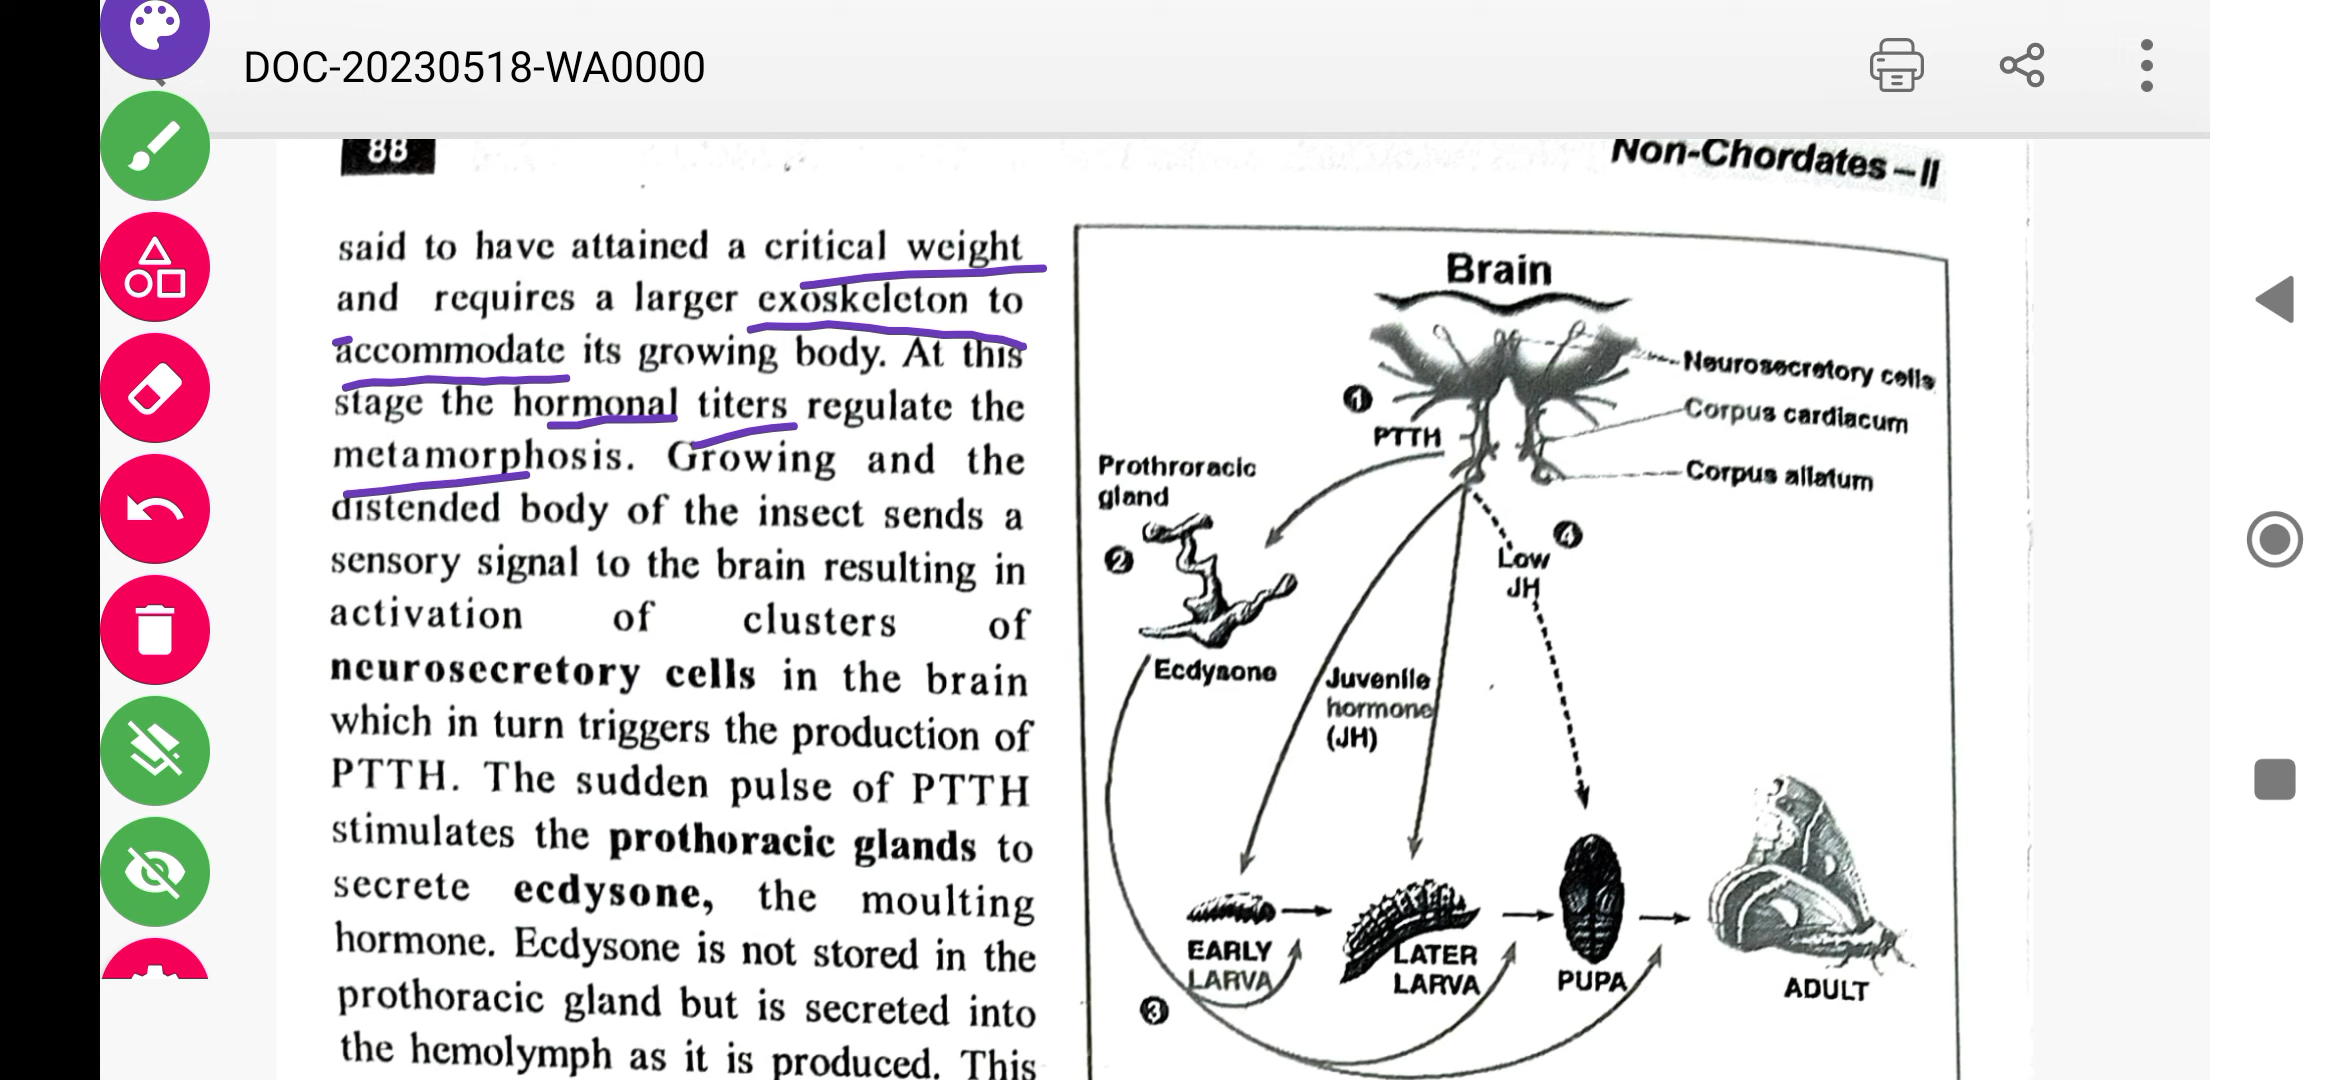 DOC-20230518-WA0000
88
Non-Chordates – II
said to have attained a critical weight
and requires a larger exoskeleton to
accommodate its growing body. At this
stage the hormonal titers regulate the
metamorphosis. Growing and the
distended body of the insect sends a
sensory signal to the brain resulting in
activation of clusters of
neurosecretory cells in the brain
which in turn triggers the production of
PTTH. The sudden pulse of PTTH
stimulates the prothoracic glands to
secrete ecdysone, the moulting
hormone. Ecdysone is not stored in the
prothoracic gland but is secreted into
the hemolymph as it is produced. This
Brain
Neurosecretory cells
Corpus cardiacum
Corpus allatum
1
PTTH
Prothroracic
gland
2
Ecdysone
4
Low
JH
Juvenile
hormone
(JH)
EARLY
LARVA
LATER
LARVA
PUPA
ADULT
3